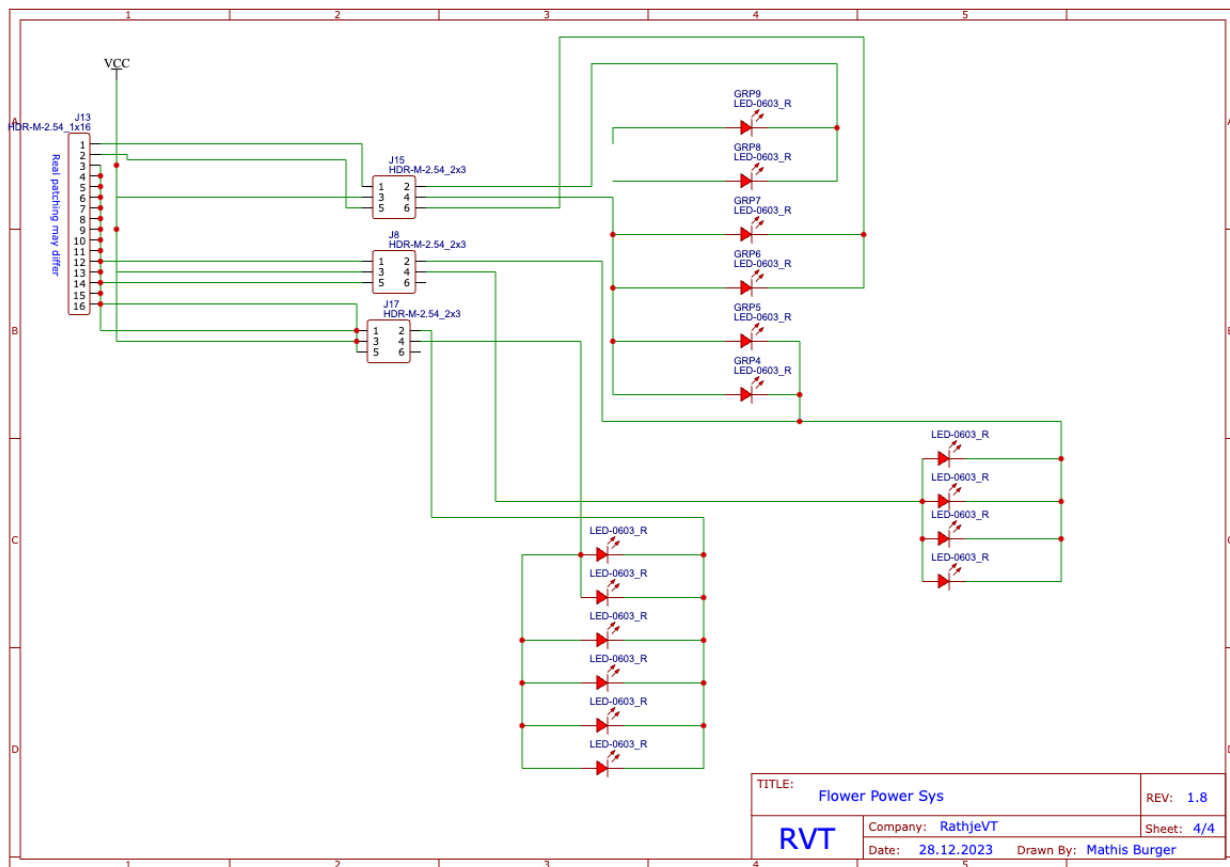 1 2 3 4 5
A
B
C
D
VCC
J13
HDR-M-2.54_1x16
1
2
3
4
5
6
7
8
9
10
11
12
13
14
15
16
Real patching may differ
J15
HDR-M-2.54_2x3
1 2
3 4
5 6
J8
HDR-M-2.54_2x3
1 2
3 4
5 6
J17
HDR-M-2.54_2x3
1 2
3 4
5 6
GRP9
LED-0603_R
GRP8
LED-0603_R
GRP7
LED-0603_R
GRP6
LED-0603_R
GRP5
LED-0603_R
GRP4
LED-0603_R
LED-0603_R
LED-0603_R
LED-0603_R
LED-0603_R
LED-0603_R
LED-0603_R
LED-0603_R
LED-0603_R
LED-0603_R
LED-0603_R
TITLE:
Flower Power Sys
REV: 1.8
RVT
Company: RathjeVT
Sheet: 4/4
Date: 28.12.2023 Drawn By: Mathis Burger
1 2 3 4 5